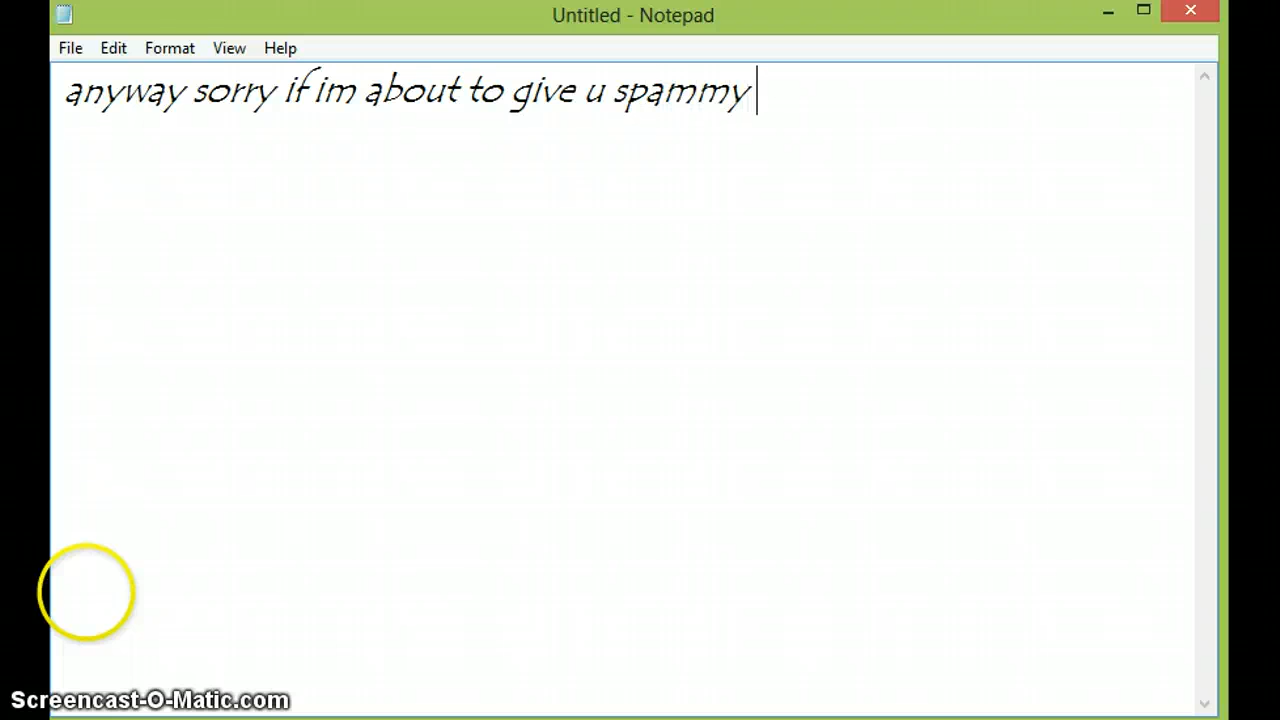 Untitled - Notepad
File Edit Format View Help
anyway sorry if im about to give u spammy
Screencast-O-Matic.com